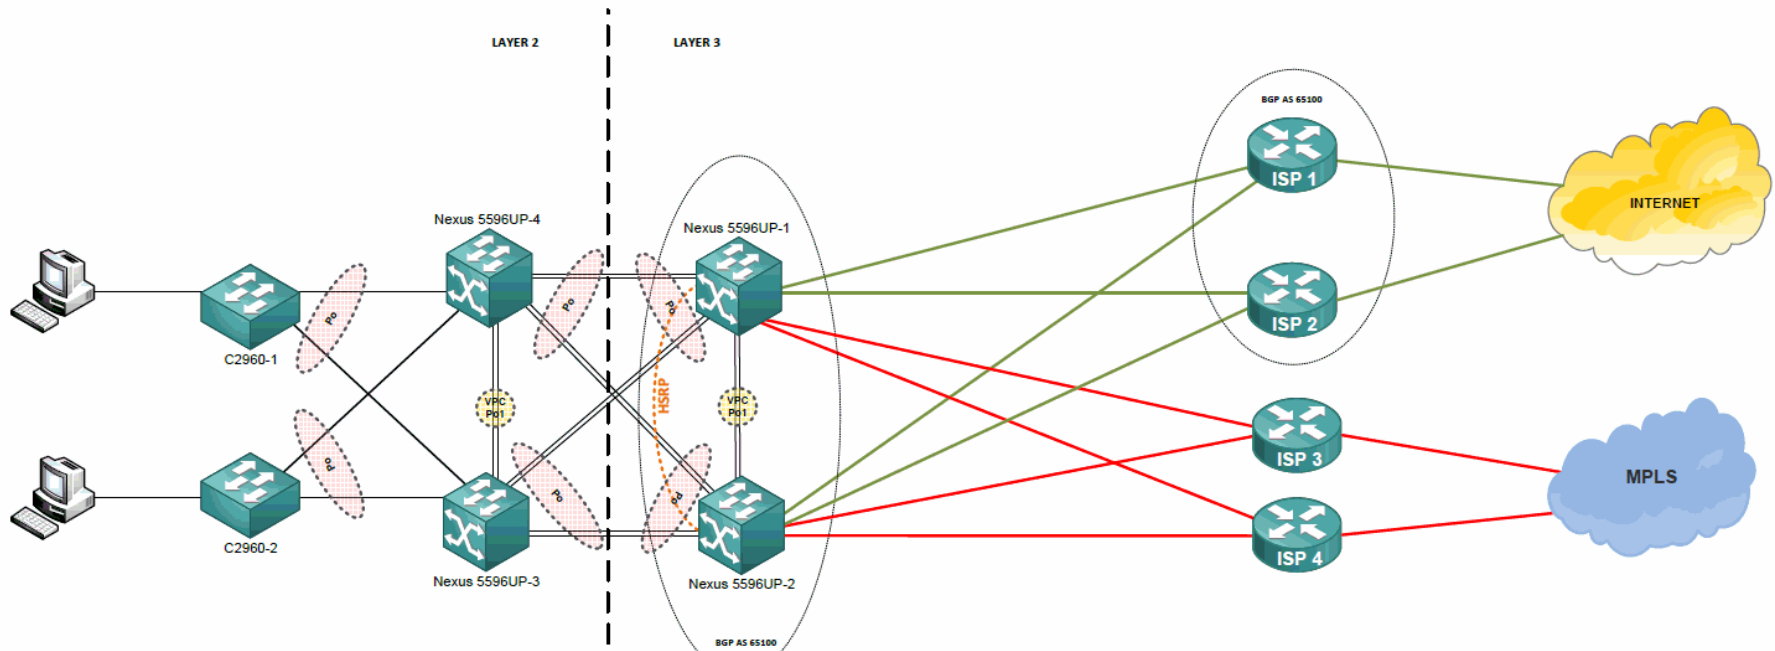 LAYER 2
LAYER 3
BGP AS 65100
ISP 1
INTERNET
Nexus 5596UP-4
Nexus 5596UP-1
Po
Po
Po
ISP 2
C2960-1
HSRP
VPC
Po1
VPC
Po1
ISP 3
MPLS
Po
Po
Po
C2960-2
ISP 4
Nexus 5596UP-3
Nexus 5596UP-2
BGP AS 65100